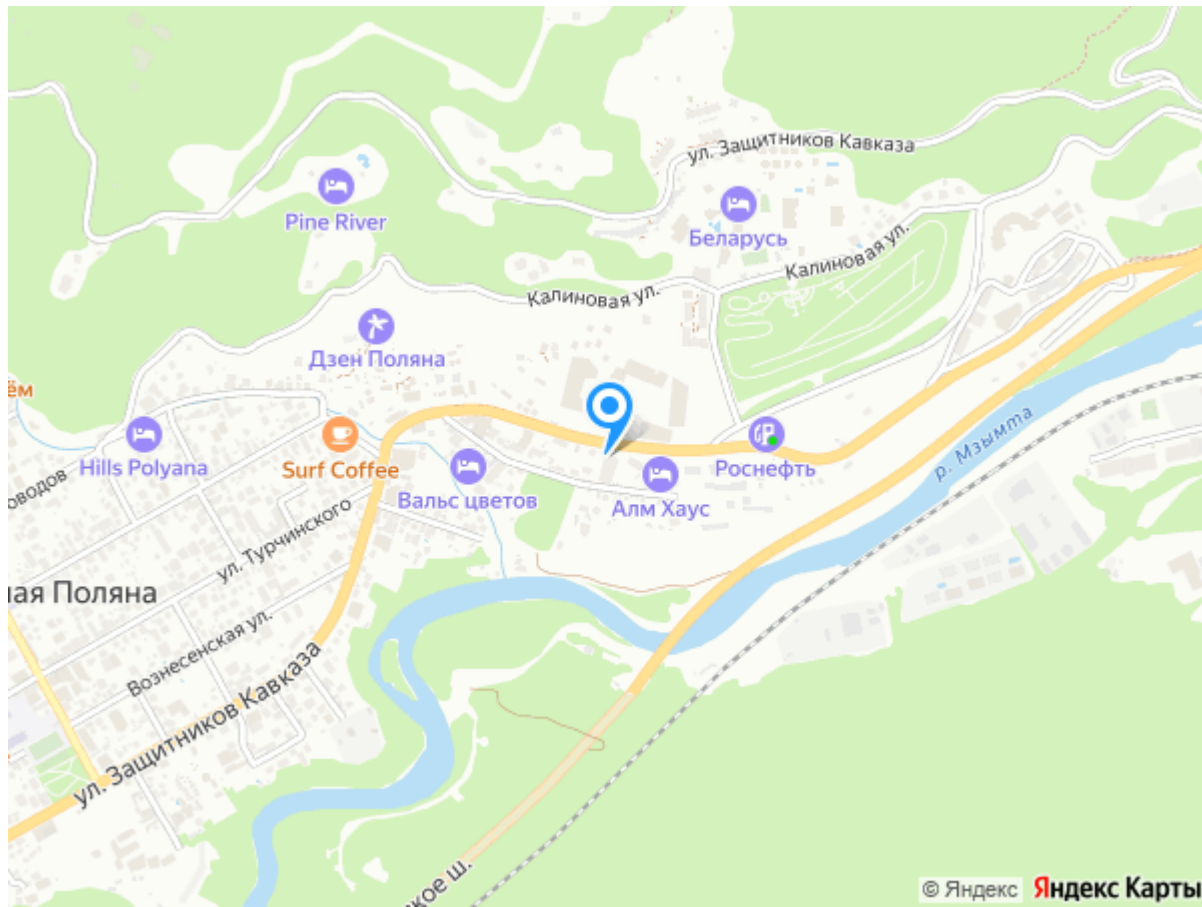 ул. Защитников Кавказа
Pine River
Беларусь
Калиновая ул.
Калиновая ул.
Дзен Поляна
ём
р. Мзымта
Hills Polyana
Surf Coffee
Роснефть
Вальс цветов
Алм Хаус
оводов
ул. Турчинского
ная Поляна
Вознесенская ул.
ул. Защитников Кавказа
кое ш.
© Яндекс Яндекс Карты